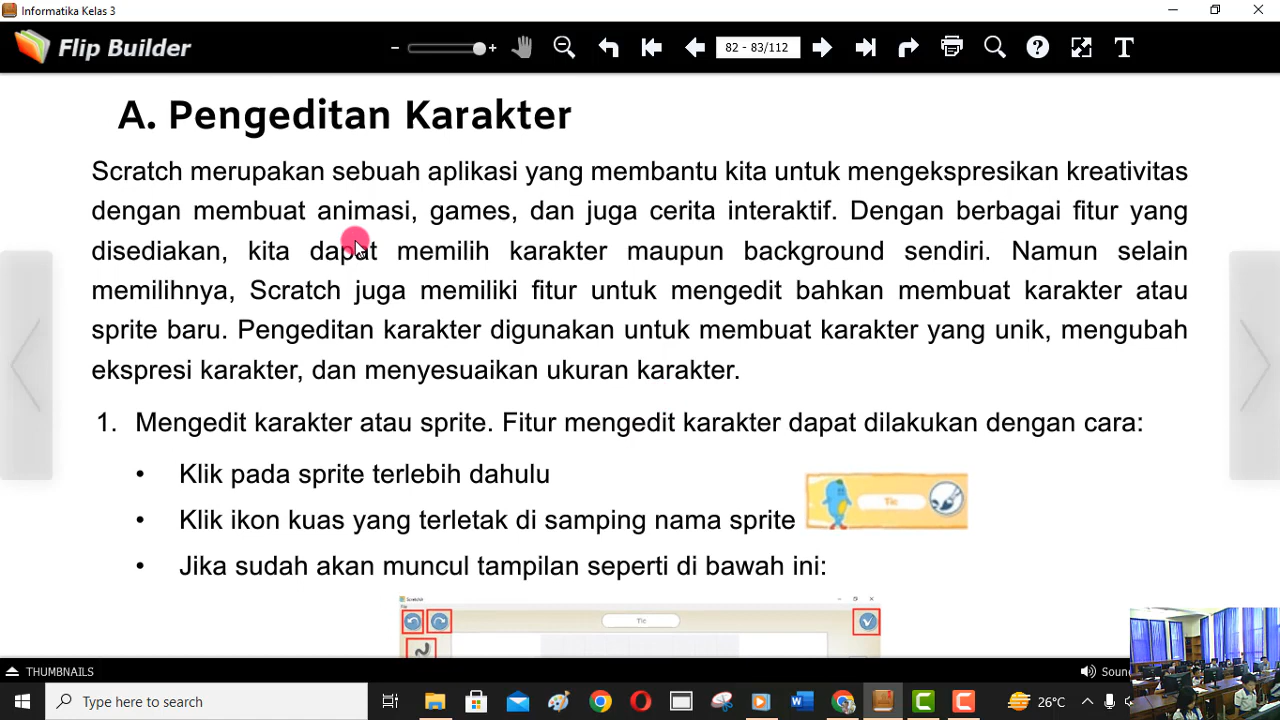 Informatika Kelas 3
Flip Builder
82 - 83/112
A. Pengeditan Karakter
Scratch merupakan sebuah aplikasi yang membantu kita untuk mengekspresikan kreativitas
dengan membuat animasi, games, dan juga cerita interaktif. Dengan berbagai fitur yang
disediakan, kita dapat memilih karakter maupun background sendiri. Namun selain
memilihnya, Scratch juga memiliki fitur untuk mengedit bahkan membuat karakter atau
sprite baru. Pengeditan karakter digunakan untuk membuat karakter yang unik, mengubah
ekspresi karakter, dan menyesuaikan ukuran karakter.
1. Mengedit karakter atau sprite. Fitur mengedit karakter dapat dilakukan dengan cara:
• Klik pada sprite terlebih dahulu
• Klik ikon kuas yang terletak di samping nama sprite
Tic
• Jika sudah akan muncul tampilan seperti di bawah ini:
Tic
THUMBNAILS
Type here to search
26°C